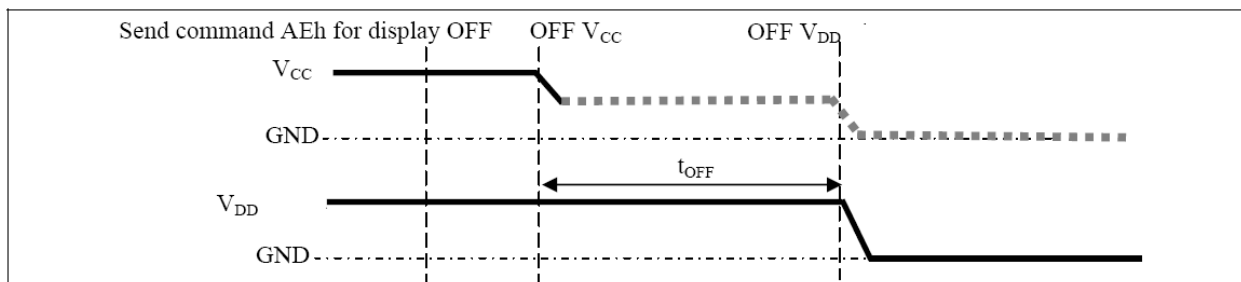 Send command AEh for display OFF OFF VCC OFF VDD
VCC
GND
tOFF
VDD
GND